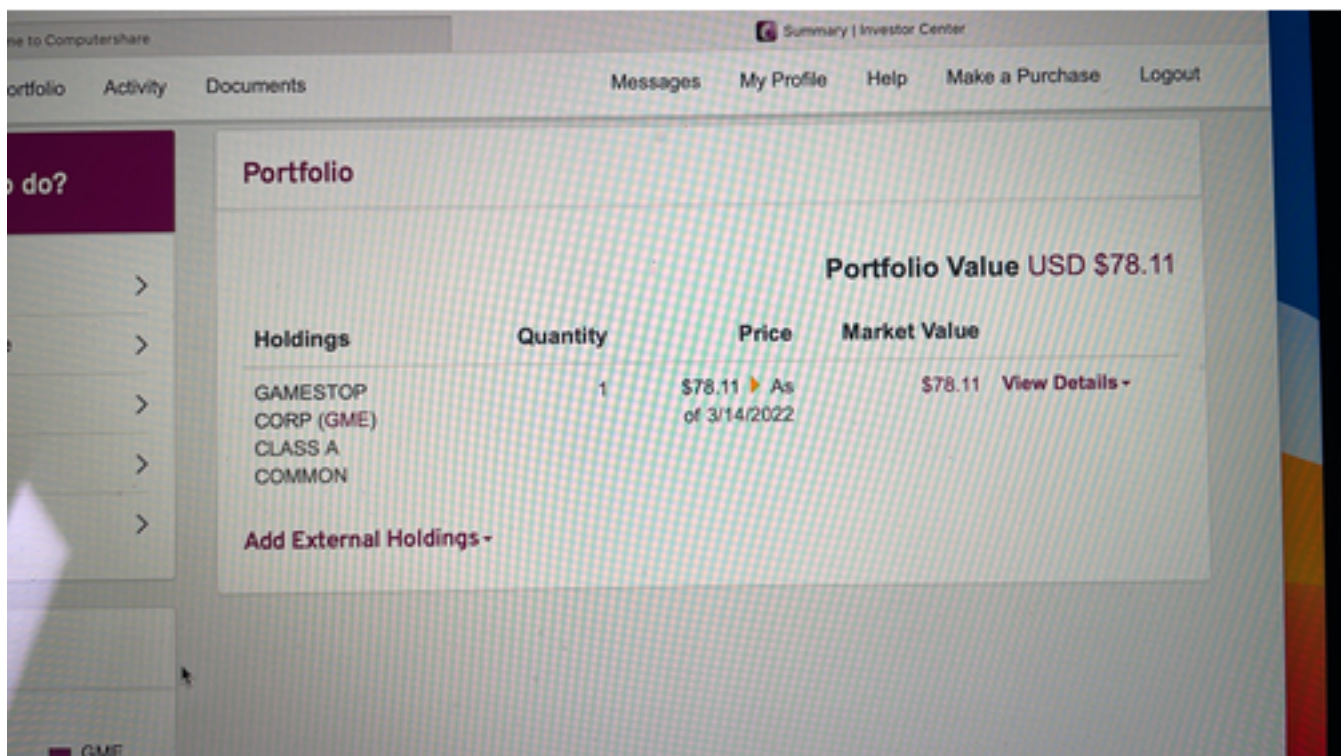 me to Computershare
Summary | Investor Center
ortfolio Activity Documents Messages My Profile Help Make a Purchase Logout
do?
Portfolio
Portfolio Value USD $78.11
Holdings Quantity Price Market Value
GAMESTOP 1 $78.11 As $78.11 View Details
CORP (GME) of 3/14/2022
CLASS A
COMMON
Add External Holdings
GME